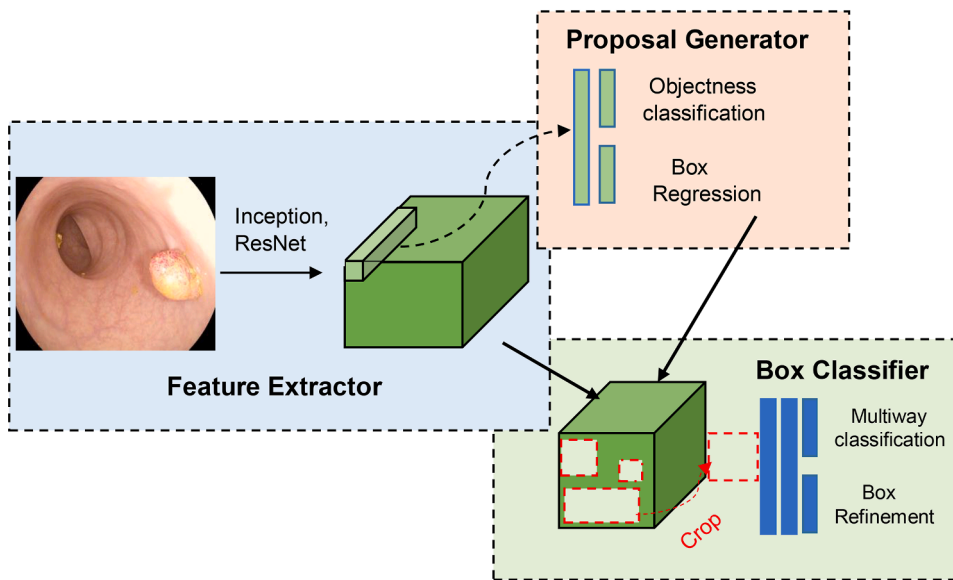 Proposal Generator
Objectness
classification
Box
Regression
Inception,
ResNet
Feature Extractor
Box Classifier
Multiway
classification
Box
Refinement
Crop